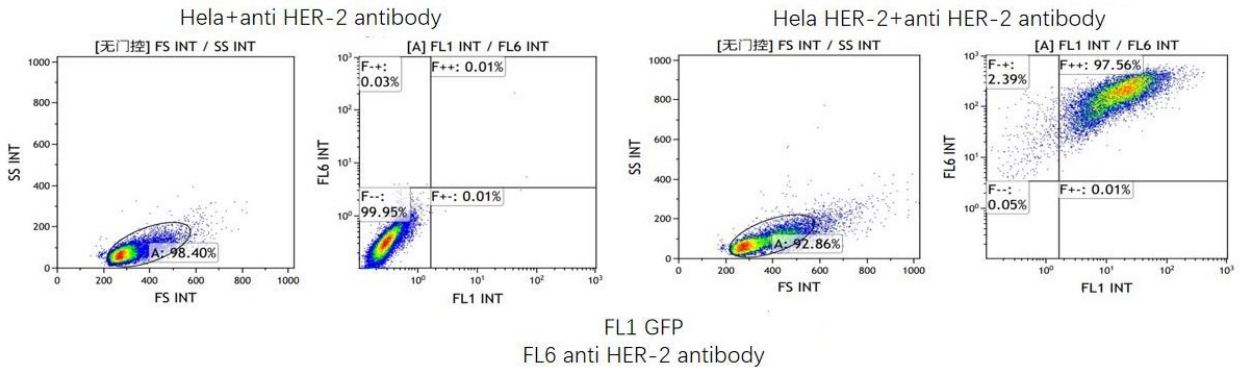 Hela+anti HER-2 antibody
[无门控] FS INT / SS INT
1000
800
600
400
200
0
SS INT
A: 98.40%
0
200
400
600
800
1000
FS INT
[A] FL1 INT / FL6 INT
F-+:
0.03%
F++: 0.01%
F--:
99.95%
F+-: 0.01%
10³
10²
10¹
10⁰
FL6 INT
10⁰
10¹
10²
10³
FL1 INT
Hela HER-2+anti HER-2 antibody
[无门控] FS INT / SS INT
1000
800
600
400
200
0
SS INT
A: 92.86%
0
200
400
600
800
1000
FS INT
[A] FL1 INT / FL6 INT
F-+:
2.39%
F++: 97.56%
F--:
0.05%
F+-: 0.01%
10³
10²
10¹
10⁰
FL6 INT
10⁰
10¹
10²
10³
FL1 INT
FL1 GFP
FL6 anti HER-2 antibody